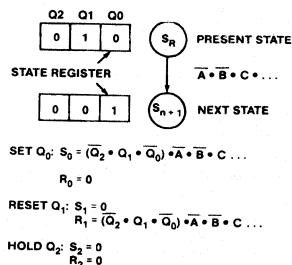 Q2 Q1 Q0
0 1 0
S_R
PRESENT STATE
STATE REGISTER
A̅ • B̅ • C • ...
0 0 1
S_{n+1}
NEXT STATE
SET Q₀: S₀ = (Q̅₂ • Q₁ • Q̅₀) • A̅ • B̅ • C ...
R₀ = 0
RESET Q₁: S₁ = 0
R₁ = (Q̅₂ • Q₁ • Q̅₀) • A̅ • B̅ • C ...
HOLD Q₂: S₂ = 0
R₂ = 0